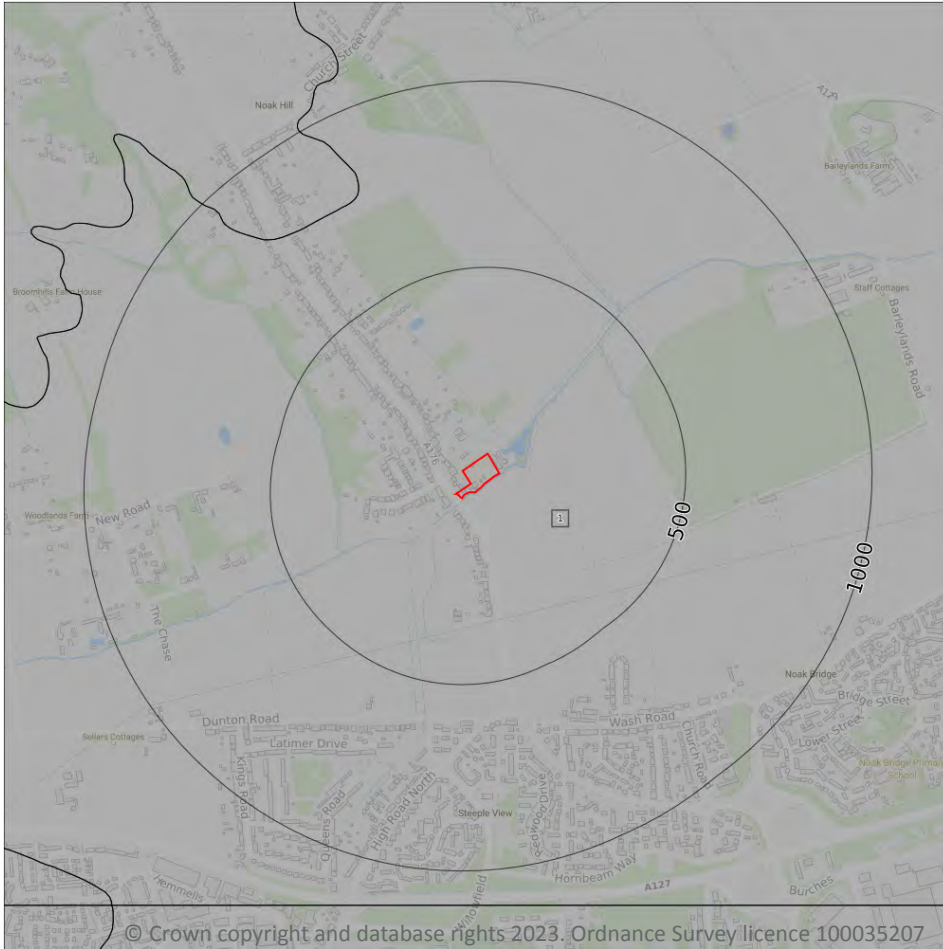 Church Street
Noak Hill
A129
Barleylands Farm
Broomhills Farm House
Staff Cottages
Barleylands Road
A176
Woodlands Farm
New Road
1
500
1000
The Chase
Noak Bridge
Bridge Street
Dunton Road
Wash Road
Lower Street
Sellers Cottages
Latimer Drive
Church Road
Noak Bridge Primary
School
Kings Road
High Road North
Queens Road
Steeple View
Redwood Drive
Hornbeam Way
Hemmells
A127
Burches
Willowfield
© Crown copyright and database rights 2023. Ordnance Survey licence 100035207